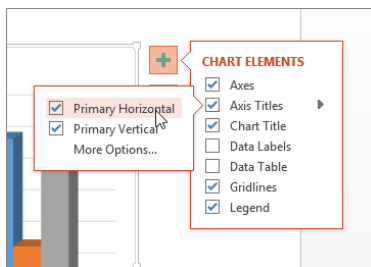 CHART ELEMENTS
Axes
Axis Titles
Chart Title
Data Labels
Data Table
Gridlines
Legend
Primary Horizontal
Primary Vertical
More Options...